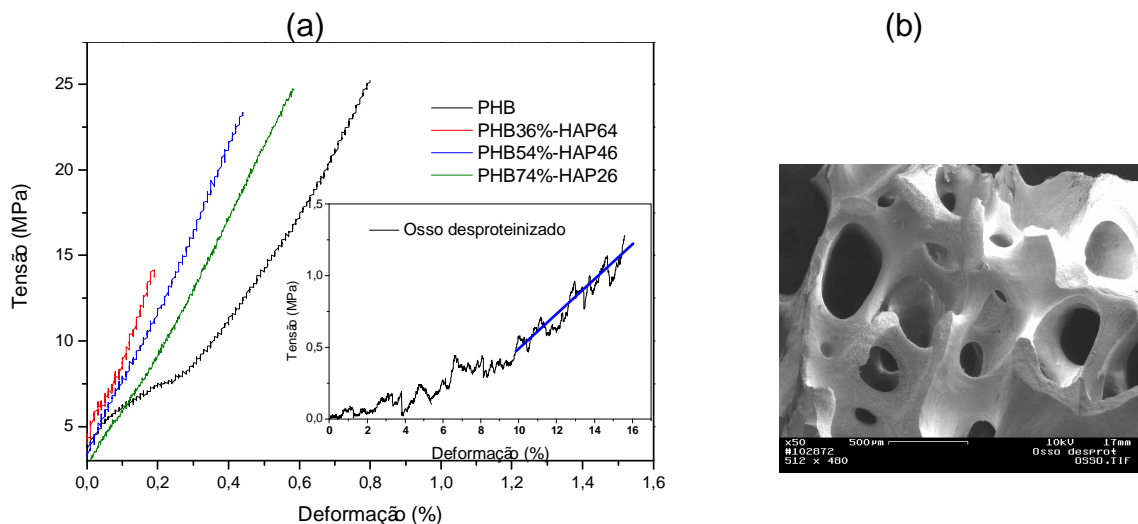 (a)
(b)
25
20
15
10
5
Tensão (MPa)
PHB
PHB36%-HAP64
PHB54%-HAP46
PHB74%-HAP26
1,5
1,0
0,5
0,0
Tensão (MPa)
Osso desproteinizado
0 2 4 6 8 10 12 14 16
Deformação (%)
0,0 0,2 0,4 0,6 0,8 1,0 1,2 1,4 1,6
Deformação (%)
x50 500µm 10kV 17mm
#102872 Osso desprot
512 x 480 OSSO.TIF